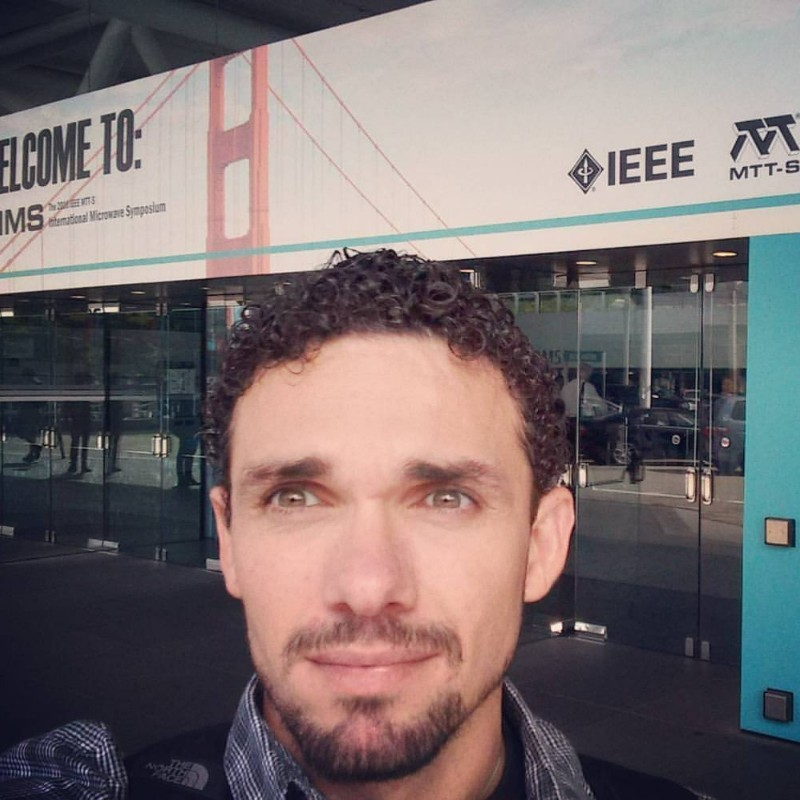 ELCOME TO:
IMS
International Microwave Symposium
IEEE
MTT-S
THE
NORTH
FACE